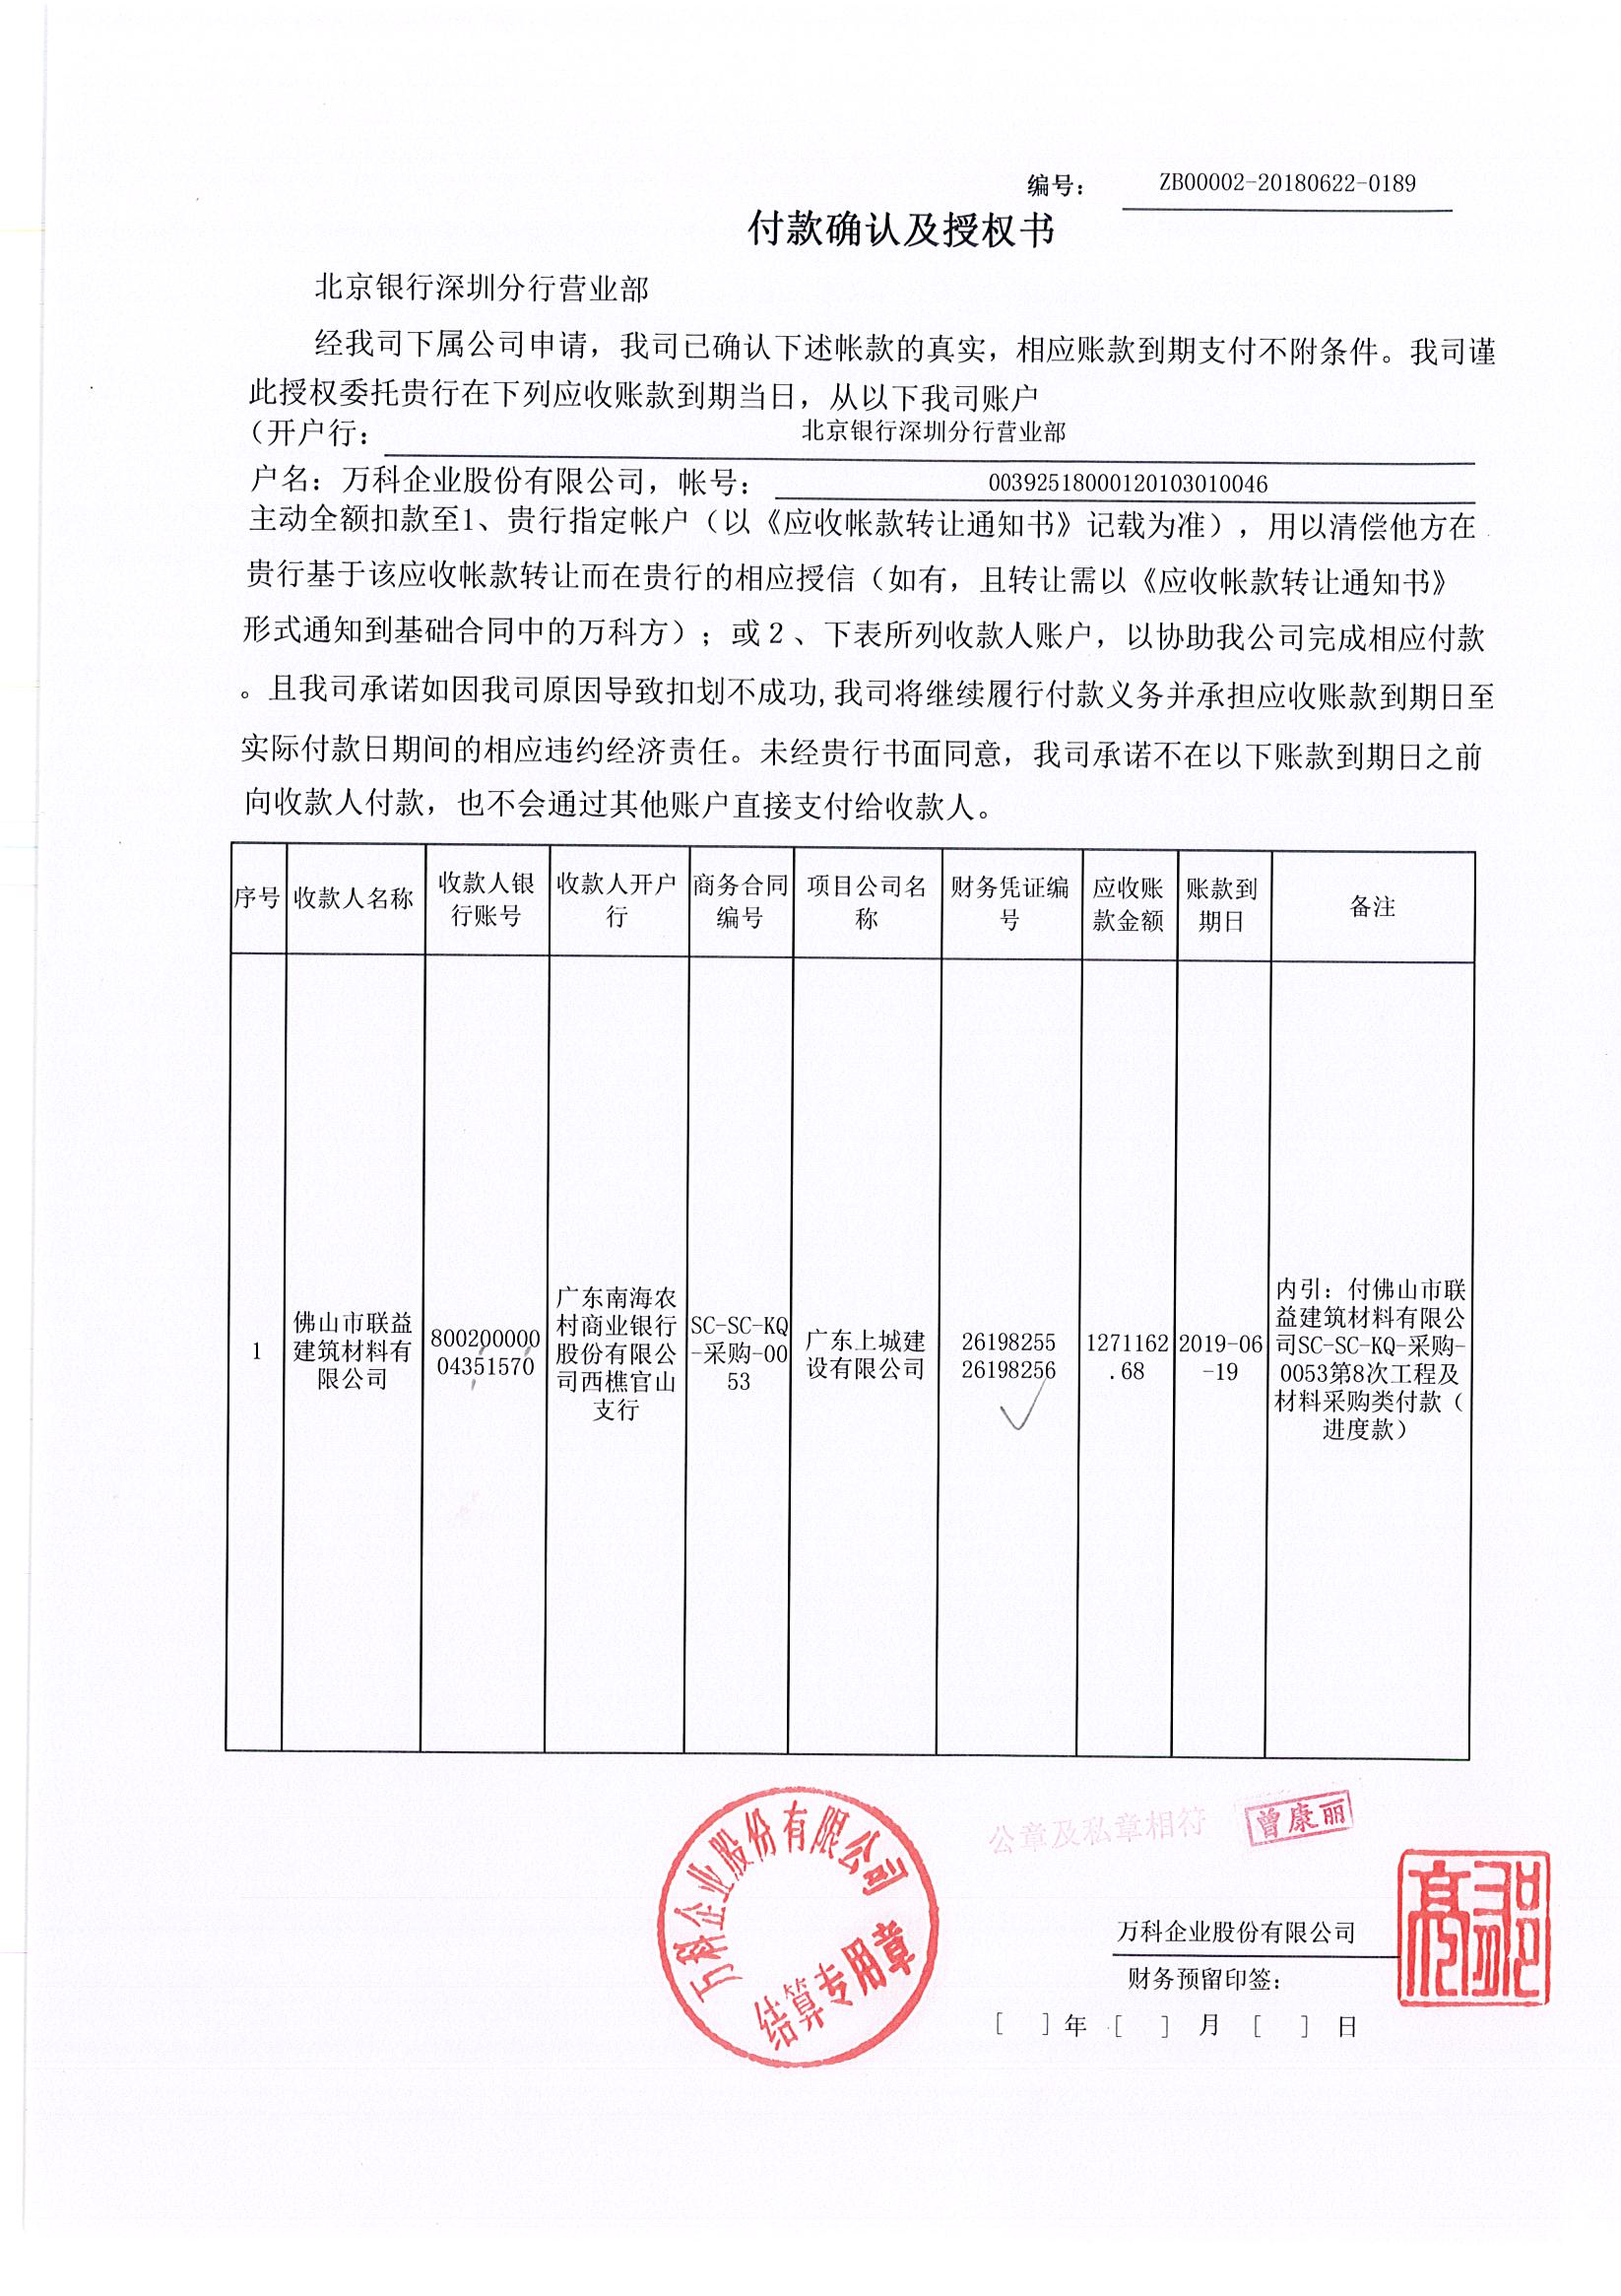 编号： ZB00002-20180622-0189
付款确认及授权书
北京银行深圳分行营业部
经我司下属公司申请，我司已确认下述帐款的真实，相应账款到期支付不附条件。我司谨
此授权委托贵行在下列应收账款到期当日，从以下我司账户
（开户行： 北京银行深圳分行营业部
户名：万科企业股份有限公司，帐号： 00392518000120103010046
主动全额扣款至1、贵行指定帐户（以《应收帐款转让通知书》记载为准），用以清偿他方在
贵行基于该应收帐款转让而在贵行的相应授信（如有，且转让需以《应收帐款转让通知书》
形式通知到基础合同中的万科方）；或２、下表所列收款人账户，以协助我公司完成相应付款
。且我司承诺如因我司原因导致扣划不成功,我司将继续履行付款义务并承担应收账款到期日至
实际付款日期间的相应违约经济责任。未经贵行书面同意，我司承诺不在以下账款到期日之前
向收款人付款，也不会通过其他账户直接支付给收款人。
序号 收款人名称 收款人银 收款人开户 商务合同 项目公司名 财务凭证编 应收账 账款到 备注
行账号 行 编号 称 号 款金额 期日
1
佛山市联益
建筑材料有
限公司
800200000
04351570
广东南海农
村商业银行
股份有限公
司西樵官山
支行
SC-SC-KQ
-采购-00
53
广东上城建
设有限公司
26198255
26198256
1271162
.68
2019-06
-19
内引：付佛山市联
益建筑材料有限公
司SC-SC-KQ-采购-
0053第8次工程及
材料采购类付款（
进度款）
万科企业股份有限公司
结算专用章
公章及私章相符 曾康丽
万科企业股份有限公司
财务预留印签：
[ ] 年 [ ] 月 [ ] 日